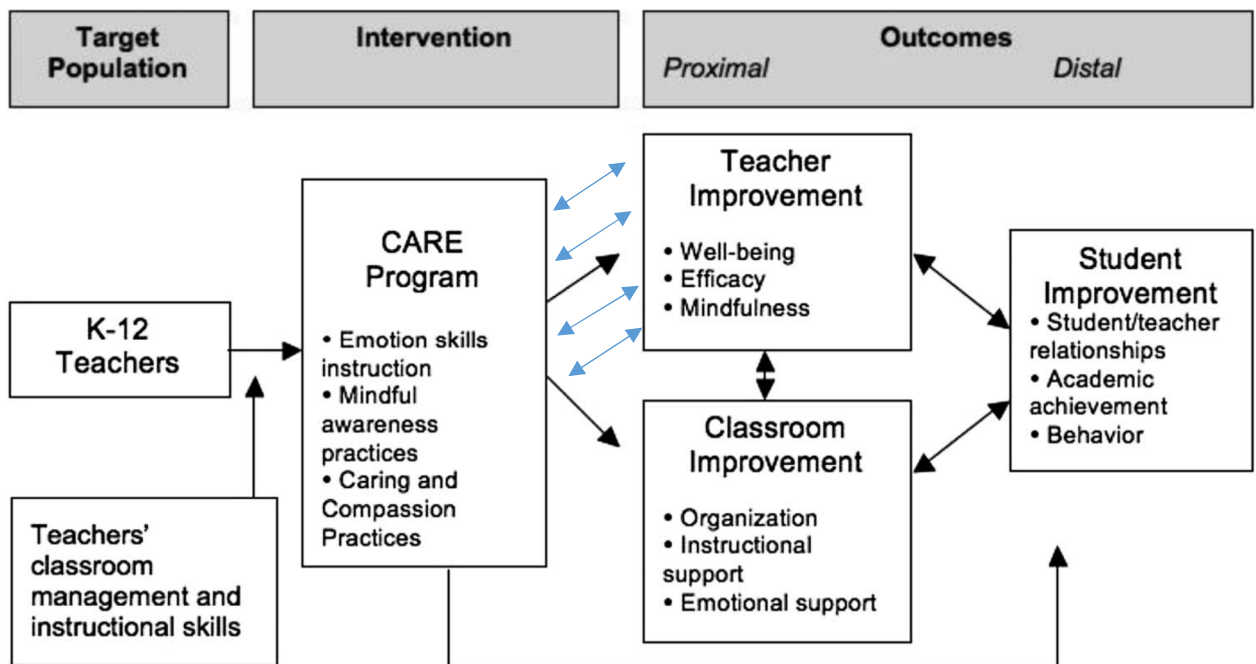 Target
Population
Intervention
Outcomes
Proximal
Distal
K-12
Teachers
Teachers’
classroom
management and
instructional skills
CARE
Program
• Emotion skills
instruction
• Mindful
awareness
practices
• Caring and
Compassion
Practices
Teacher
Improvement
• Well-being
• Efficacy
• Mindfulness
Classroom
Improvement
• Organization
• Instructional
support
• Emotional support
Student
Improvement
• Student/teacher
relationships
• Academic
achievement
• Behavior